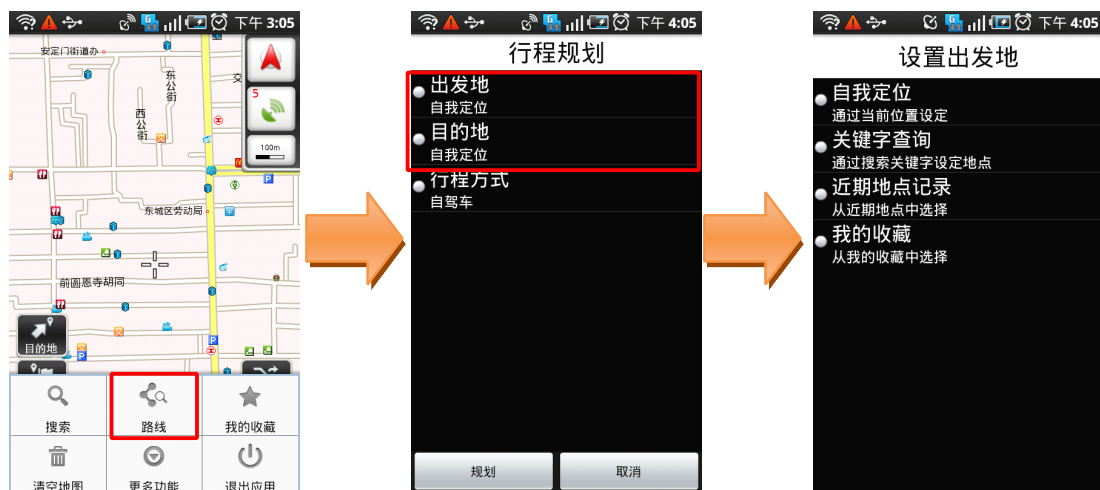 下午 3:05
安定门街道办
东公街
西公街
交
5
100m
东城区劳动局
前圆恩寺胡同
目的地
搜索
路线
我的收藏
清空地图
更多功能
退出应用
下午 4:05
行程规划
出发地
自我定位
目的地
自我定位
行程方式
自驾车
规划
取消
下午 4:05
设置出发地
自我定位
通过当前位置设定
关键字查询
通过搜索关键字设定地点
近期地点记录
从近期地点中选择
我的收藏
从我的收藏中选择